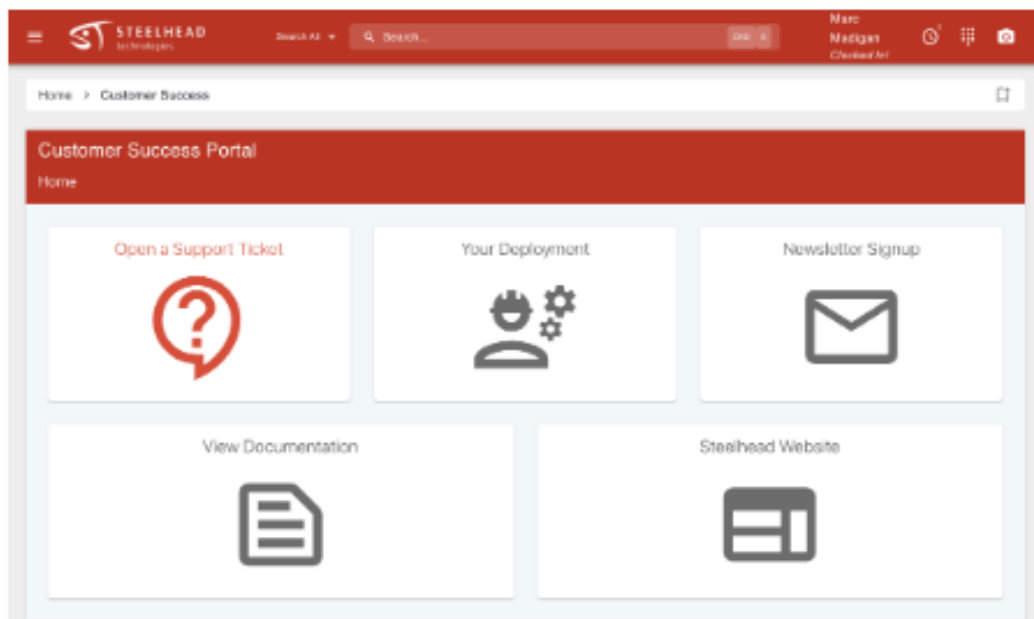 STEELHEAD
technologies
Search All
Search...
Marc
Madigan
Checked In!
Home > Customer Success
Customer Success Portal
Home
Open a Support Ticket
Your Deployment
Newsletter Signup
View Documentation
Steelhead Website